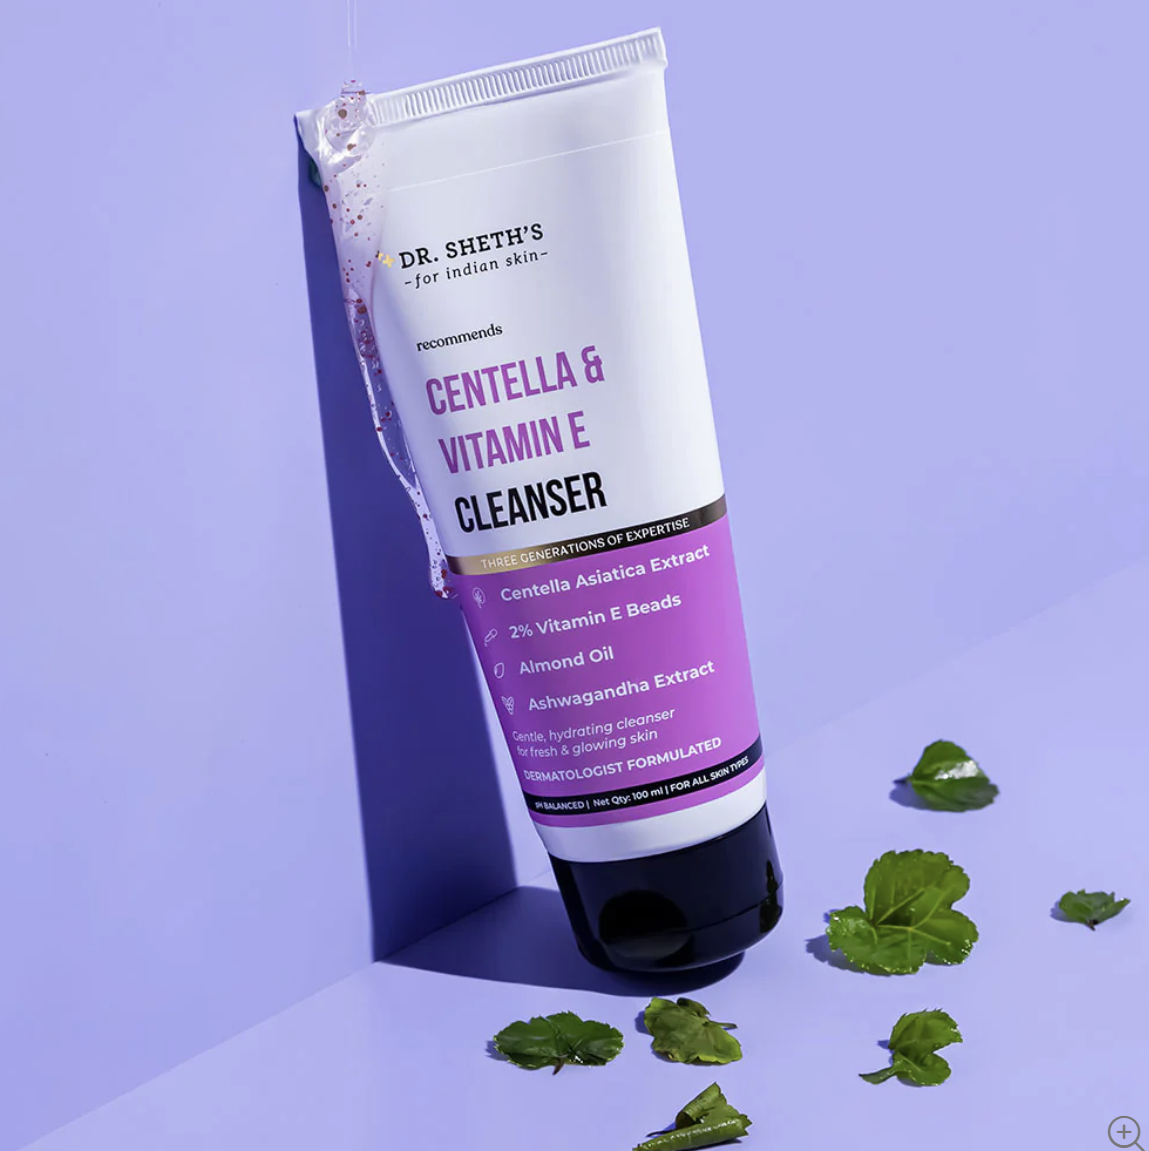 DR. SHETH'S
-for indian skin-
recommends
CENTELLA &
VITAMIN E
CLEANSER
THREE GENERATIONS OF EXPERTISE
Centella Asiatica Extract
2% Vitamin E Beads
Almond Oil
Ashwagandha Extract
Gentle, hydrating cleanser
for fresh & glowing skin
DERMATOLOGIST FORMULATED
pH BALANCED | Net Qty: 100 ml | FOR ALL SKIN TYPES